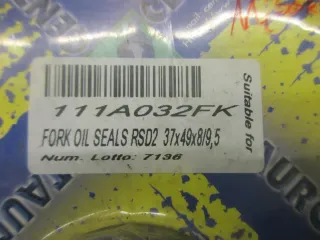 111A032FK
FORK OIL SEALS RSD2 37x49x8/9,5
Num. Lotto: 7136
Suitable for